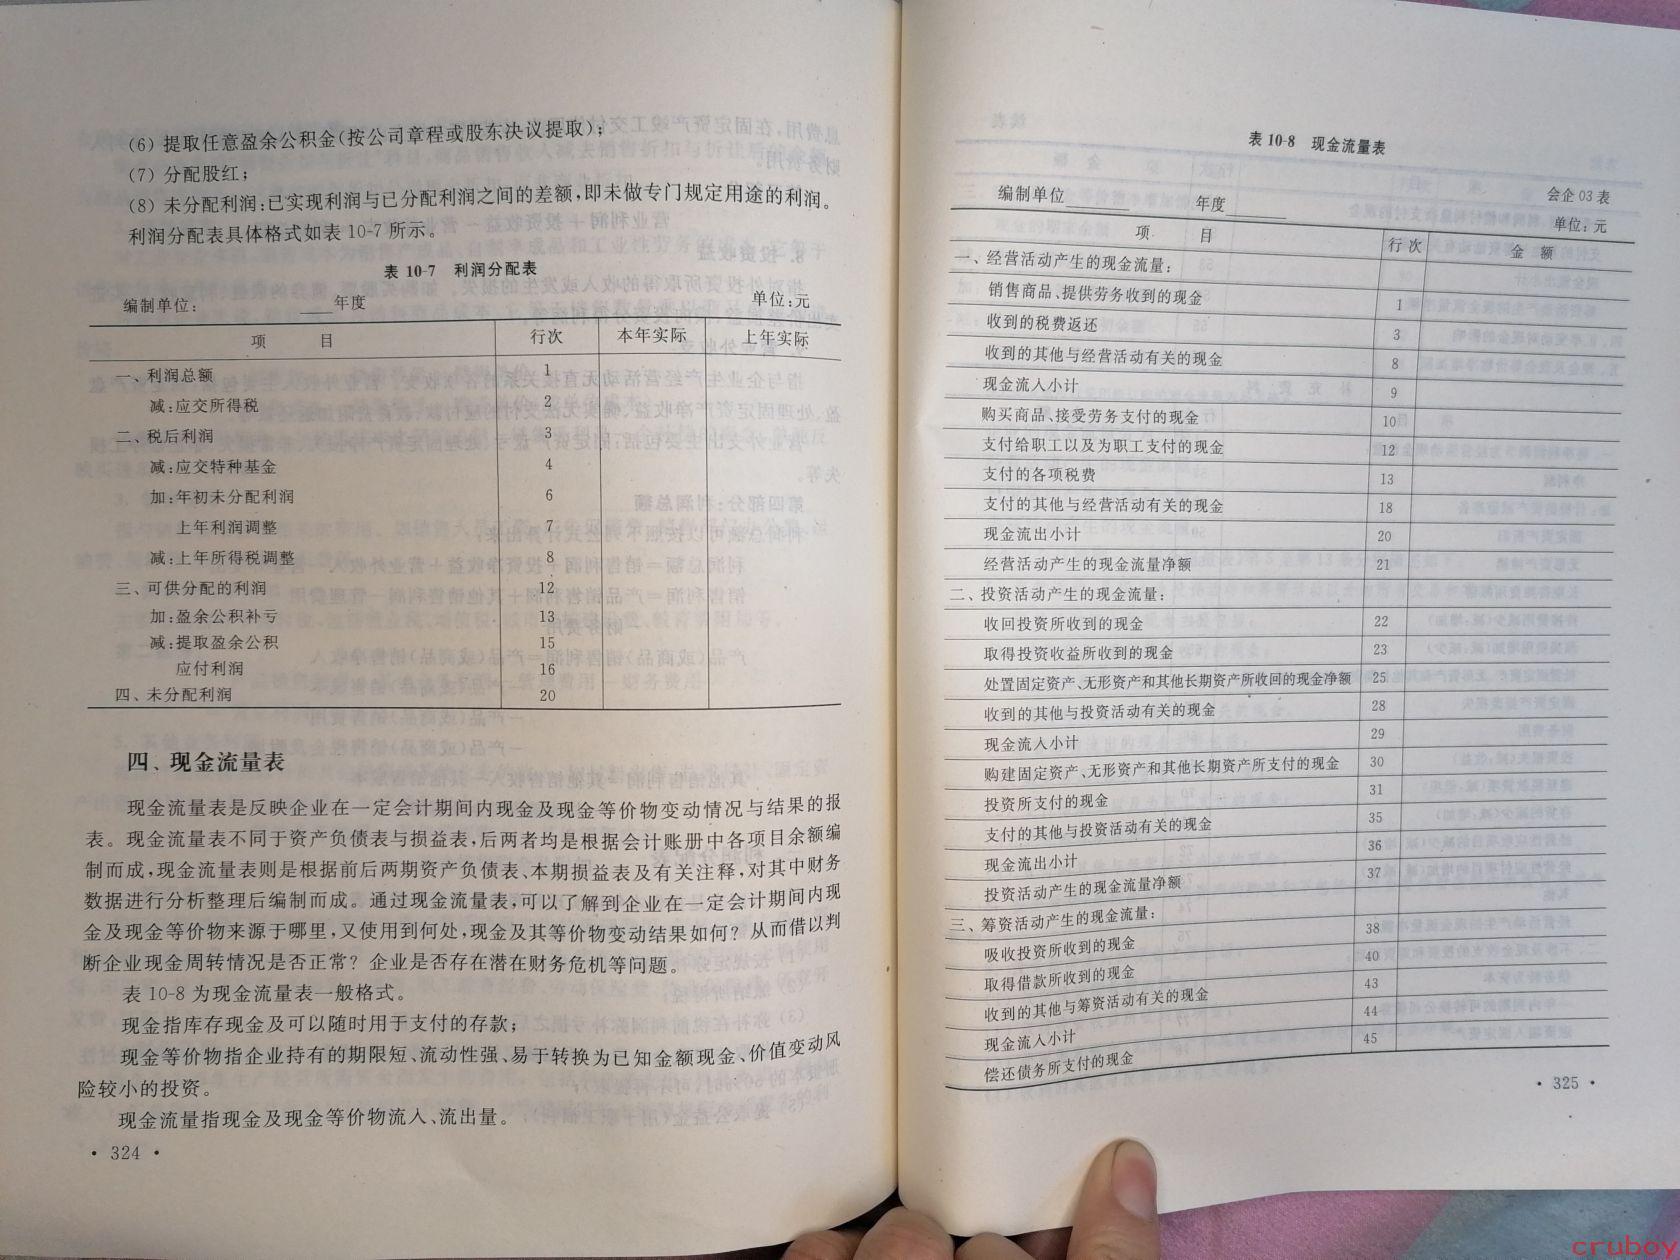 (6) 提取任意盈余公积金(按公司章程或股东决议提取);
(7) 分配股红;
(8) 未分配利润:已实现利润与已分配利润之间的差额,即未做专门规定用途的利润。
利润分配表具体格式如表 10-7 所示。
表 10-7 利润分配表
编制单位: ___年度 单位:元
项 目 行次 本年实际 上年实际
一、利润总额 1
减:应交所得税 2
二、税后利润 3
减:应交特种基金 4
加:年初未分配利润 6
上年利润调整 7
减:上年所得税调整 8
三、可供分配的利润 12
加:盈余公积补亏 13
减:提取盈余公积 15
应付利润 16
四、未分配利润 20
四、现金流量表
现金流量表是反映企业在一定会计期间内现金及现金等价物变动情况与结果的报
表。现金流量表不同于资产负债表与损益表,后两者均是根据会计账册中各项目余额编
制而成,现金流量表则是根据前后两期资产负债表、本期损益表及有关注释,对其中财务
数据进行分析整理后编制而成。通过现金流量表,可以了解到企业在一定会计期间内现
金及现金等价物来源于哪里,又使用到何处,现金及其等价物变动结果如何?从而借以判
断企业现金周转情况是否正常?企业是否存在潜在财务危机等问题。
表 10-8 为现金流量表一般格式。
现金指库存现金及可以随时用于支付的存款;
现金等价物指企业持有的期限短、流动性强、易于转换为已知金额现金、价值变动风
险较小的投资。
现金流量指现金及现金等价物流入、流出量。
· 324 ·
表 10-8 现金流量表
会企 03 表
编制单位______ 年度______ 单位:元
项 目 行次 金 额
一、经营活动产生的现金流量:
销售商品、提供劳务收到的现金 1
收到的税费返还 3
收到的其他与经营活动有关的现金 8
现金流入小计 9
购买商品、接受劳务支付的现金 10
支付给职工以及为职工支付的现金 12
支付的各项税费 13
支付的其他与经营活动有关的现金 18
现金流出小计 20
经营活动产生的现金流量净额 21
二、投资活动产生的现金流量:
收回投资所收到的现金 22
取得投资收益所收到的现金 23
处置固定资产、无形资产和其他长期资产所收回的现金净额 25
收到的其他与投资活动有关的现金 28
现金流入小计 29
购建固定资产、无形资产和其他长期资产所支付的现金 30
投资所支付的现金 31
支付的其他与投资活动有关的现金 35
现金流出小计 36
投资活动产生的现金流量净额 37
三、筹资活动产生的现金流量:
吸收投资所收到的现金 38
取得借款所收到的现金 40
收到的其他与筹资活动有关的现金 43
现金流入小计 44
偿还债务所支付的现金 45
· 325 ·
cruboy